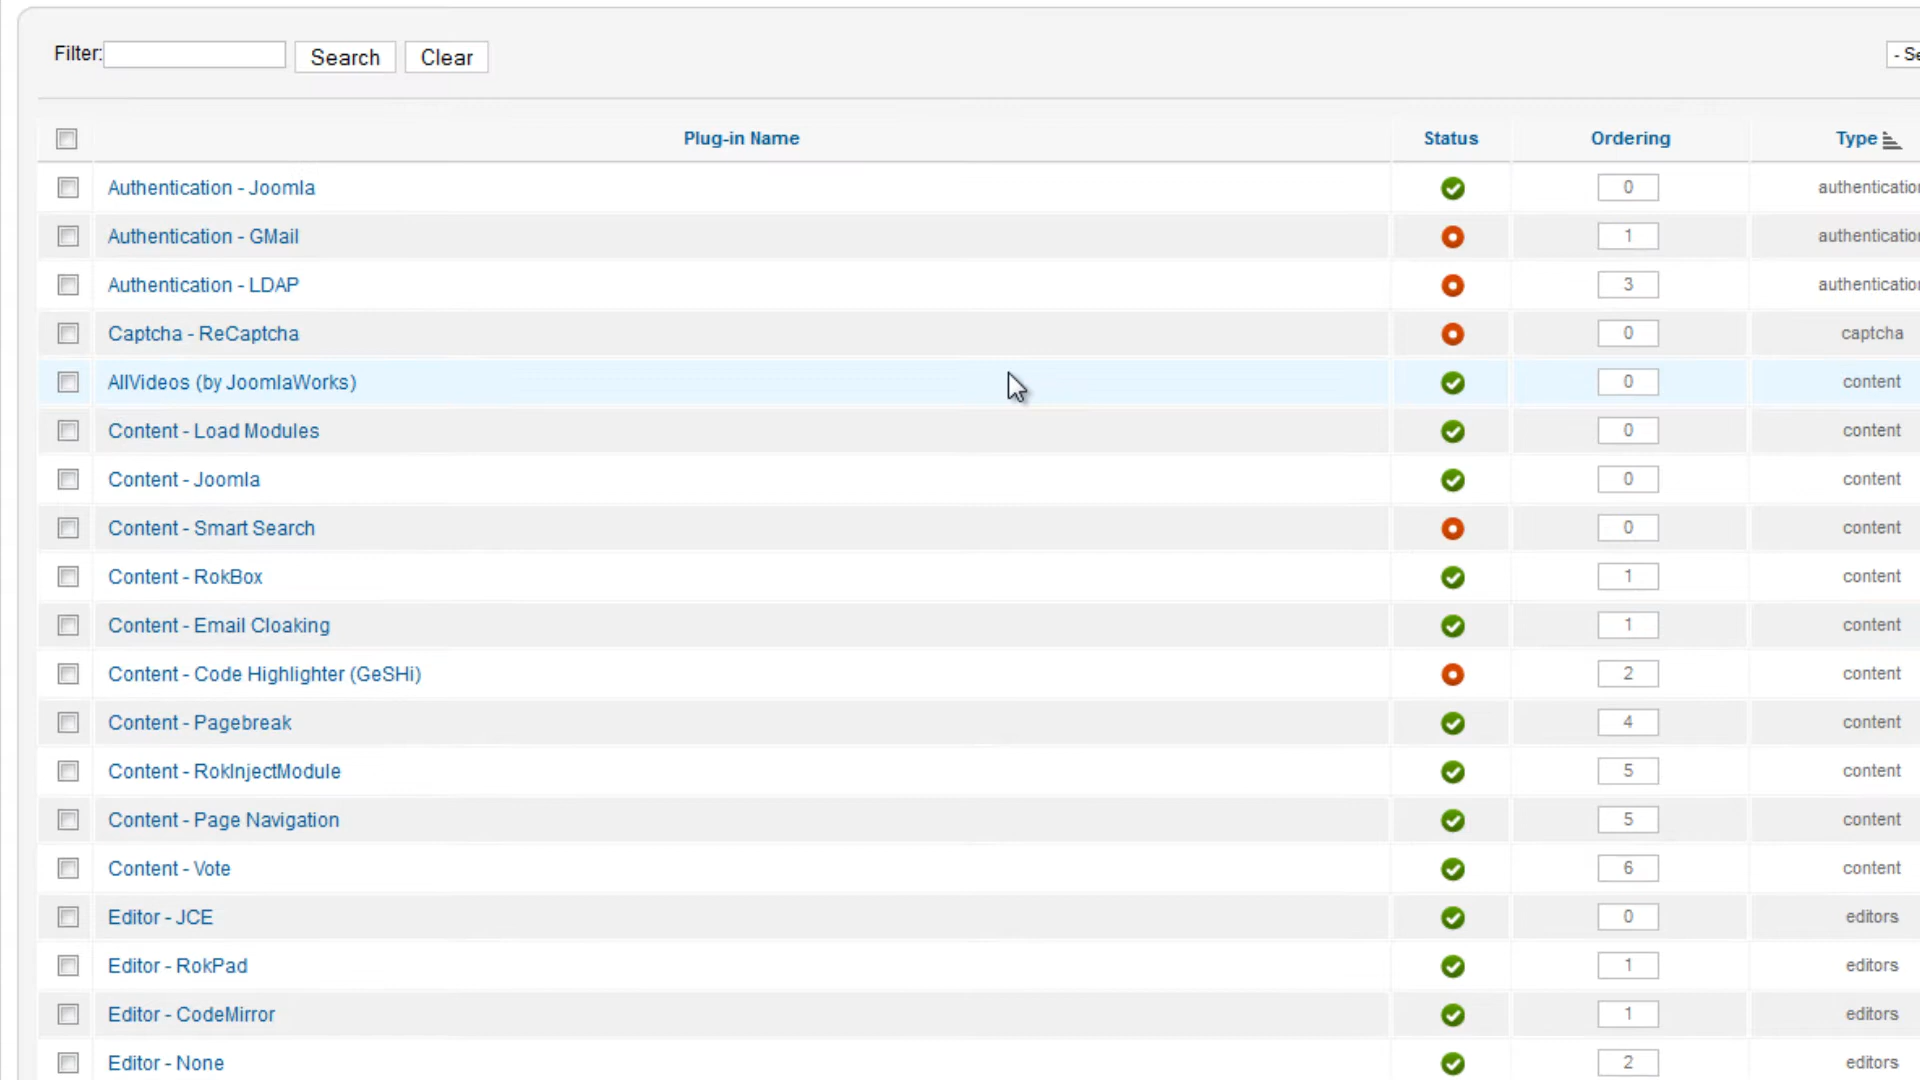 Filter: Search Clear - Se
Plug-in Name Status Ordering Type
Authentication - Joomla 0 authentication
Authentication - GMail 1 authentication
Authentication - LDAP 3 authentication
Captcha - ReCaptcha 0 captcha
AllVideos (by JoomlaWorks) 0 content
Content - Load Modules 0 content
Content - Joomla 0 content
Content - Smart Search 0 content
Content - RokBox 1 content
Content - Email Cloaking 1 content
Content - Code Highlighter (GeSHi) 2 content
Content - Pagebreak 4 content
Content - RokInjectModule 5 content
Content - Page Navigation 5 content
Content - Vote 6 content
Editor - JCE 0 editors
Editor - RokPad 1 editors
Editor - CodeMirror 1 editors
Editor - None 2 editors